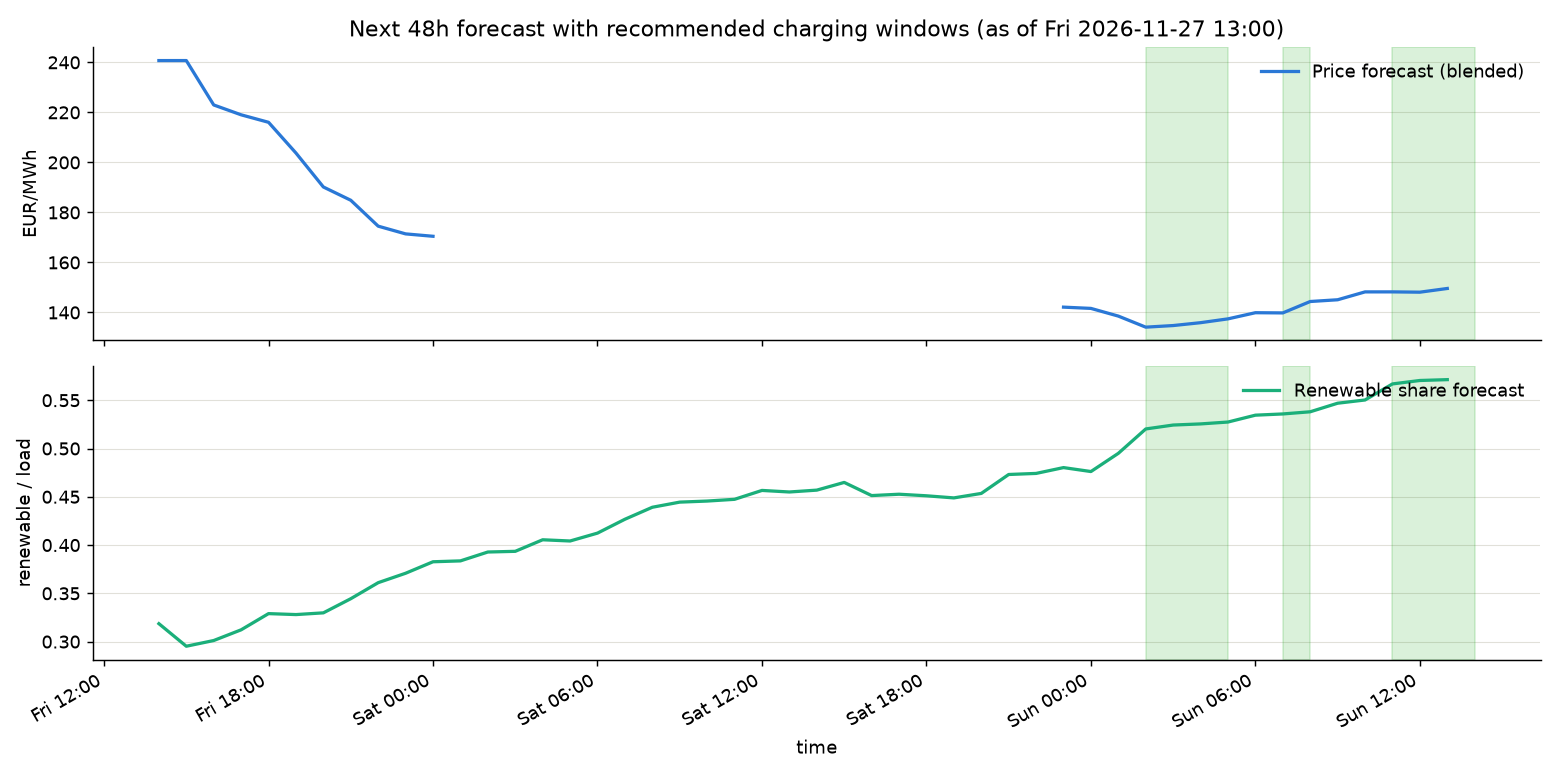 Next 48h forecast with recommended charging windows (as of Fri 2026-11-27 13:00)
Price forecast (blended)
EUR/MWh
240
220
200
180
160
140
Renewable share forecast
renewable / load
0.55
0.50
0.45
0.40
0.35
0.30
Fri 12:00
Fri 18:00
Sat 00:00
Sat 06:00
Sat 12:00
Sat 18:00
Sun 00:00
Sun 06:00
Sun 12:00
time